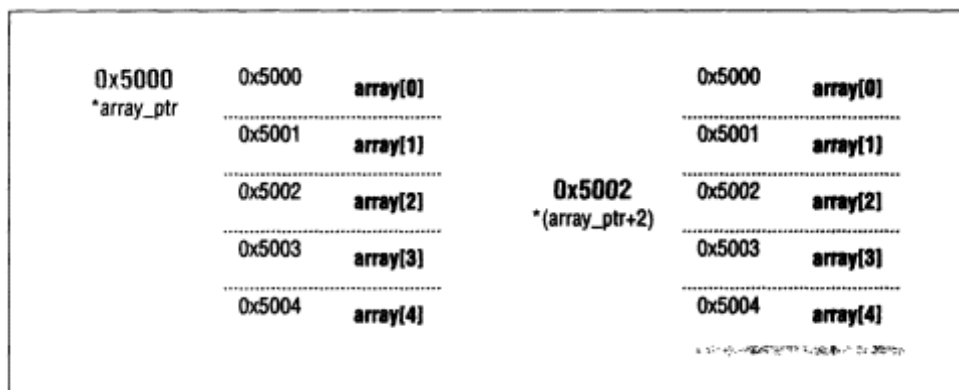 0x5000
*array_ptr
0x5000 array[0]
0x5001 array[1]
0x5002 array[2]
0x5003 array[3]
0x5004 array[4]
0x5002
*(array_ptr+2)
0x5000 array[0]
0x5001 array[1]
0x5002 array[2]
0x5003 array[3]
0x5004 array[4]